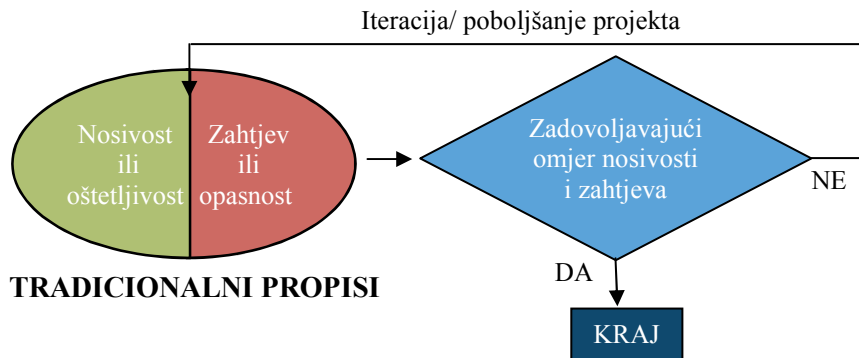 Iteracija/ poboljšanje projekta
Nosivost
ili
oštetljivost
Zahtjev
ili
opasnost
Zadovoljavajući
omjer nosivosti
i zahtjeva
NE
DA
TRADICIONALNI PROPISI
KRAJ